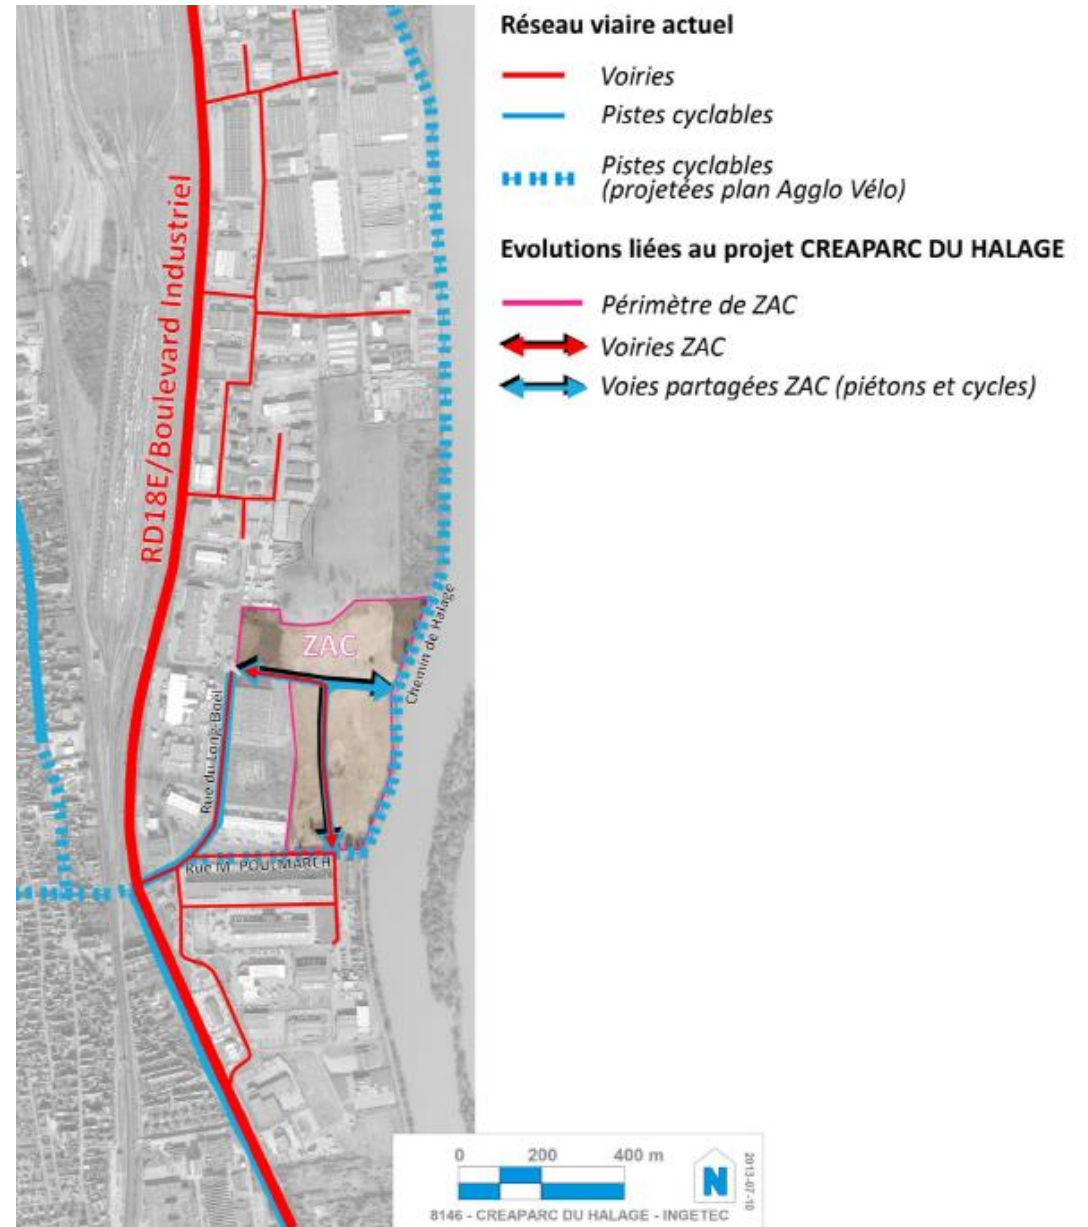 Réseau viaire actuel
Voiries
Pistes cyclables
Pistes cyclables
(projetées plan Agglo Vélo)
Evolutions liées au projet CREAPARC DU HALAGE
Périmètre de ZAC
Voiries ZAC
Voies partagées ZAC (piétons et cycles)
RD18E/Boulevard Industriel
ZAC
Chemin de Halage
Rue du Long-Boël
Rue M. POULMARCH
0 200 400 m
N
2013-07-10
8146 - CREAPARC DU HALAGE - INGETEC